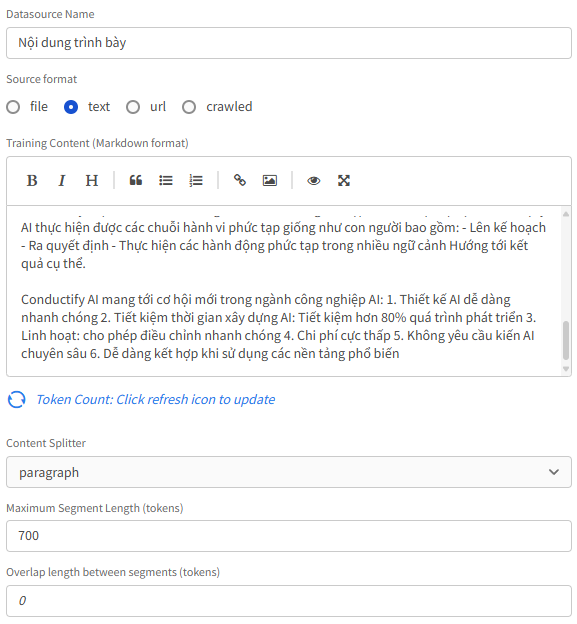 Datasource Name
Nội dung trình bày
Source format
file text url crawled
Training Content (Markdown format)
B I H
AI thực hiện được các chuỗi hành vi phức tạp giống như con người bao gồm: - Lên kế hoạch
- Ra quyết định - Thực hiện các hành động phức tạp trong nhiều ngữ cảnh Hướng tới kết
quả cụ thể.
Conductify AI mang tới cơ hội mới trong ngành công nghiệp AI: 1. Thiết kế AI dễ dàng
nhanh chóng 2. Tiết kiệm thời gian xây dựng AI: Tiết kiệm hơn 80% quá trình phát triển 3.
Linh hoạt: cho phép điều chỉnh nhanh chóng 4. Chi phí cực thấp 5. Không yêu cầu kiến AI
chuyên sâu 6. Dễ dàng kết hợp khi sử dụng các nền tảng phổ biến
Token Count: Click refresh icon to update
Content Splitter
paragraph
Maximum Segment Length (tokens)
700
Overlap length between segments (tokens)
0